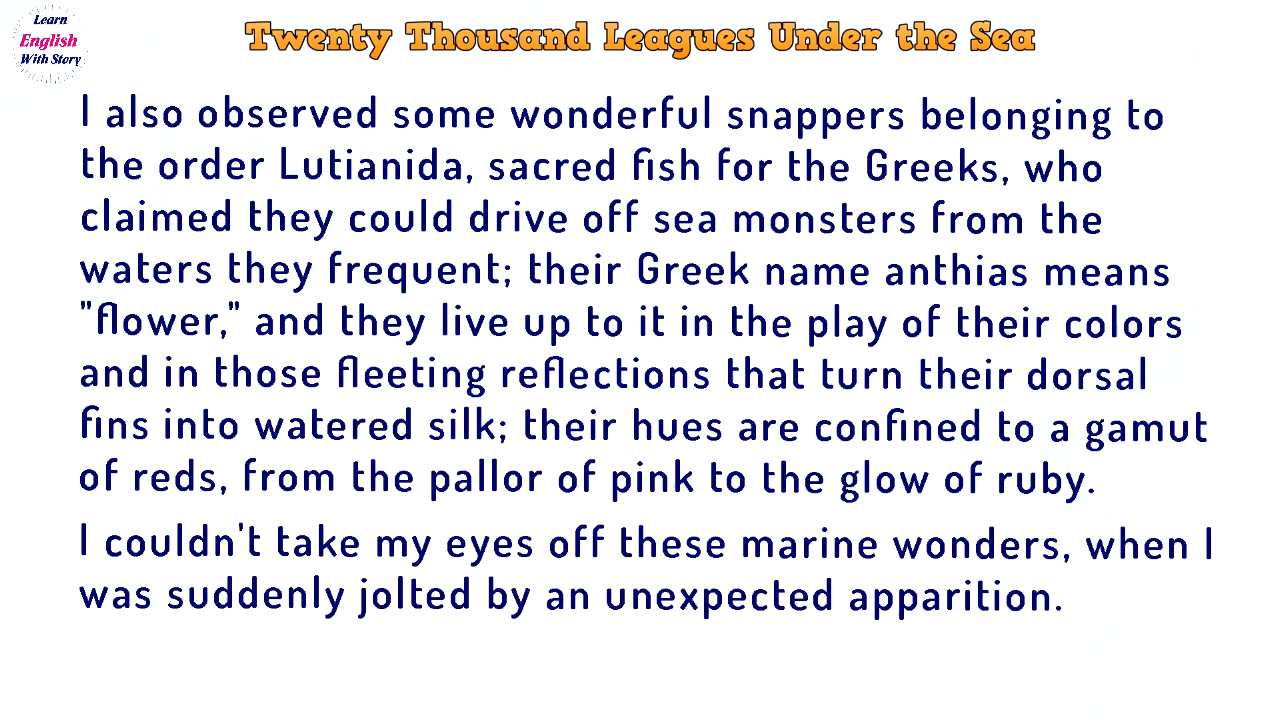 Learn
English
With Story
Twenty Thousand Leagues Under the Sea
I also observed some wonderful snappers belonging to
the order Lutianida, sacred fish for the Greeks, who
claimed they could drive off sea monsters from the
waters they frequent; their Greek name anthias means
"flower," and they live up to it in the play of their colors
and in those fleeting reflections that turn their dorsal
fins into watered silk; their hues are confined to a gamut
of reds, from the pallor of pink to the glow of ruby.
I couldn't take my eyes off these marine wonders, when I
was suddenly jolted by an unexpected apparition.